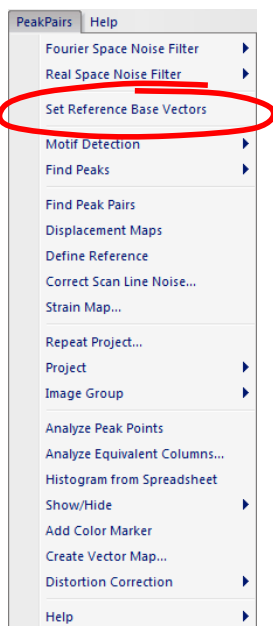 PeakPairs Help
Fourier Space Noise Filter
Real Space Noise Filter
Set Reference Base Vectors
Motif Detection
Find Peaks
Find Peak Pairs
Displacement Maps
Define Reference
Correct Scan Line Noise...
Strain Map...
Repeat Project...
Project
Image Group
Analyze Peak Points
Analyze Equivalent Columns...
Histogram from Spreadsheet
Show/Hide
Add Color Marker
Create Vector Map...
Distortion Correction
Help